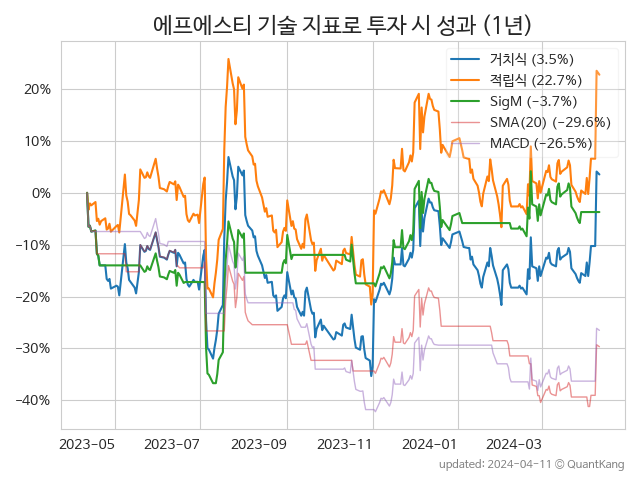 에프에스티 기술 지표로 투자 시 성과 (1년)
거치식 (3.5%)
적립식 (22.7%)
SigM (−3.7%)
SMA(20) (−29.6%)
MACD (−26.5%)
20%
10%
0%
−10%
−20%
−30%
−40%
2023-05
2023-07
2023-09
2023-11
2024-01
2024-03
updated: 2024-04-11 © QuantKang